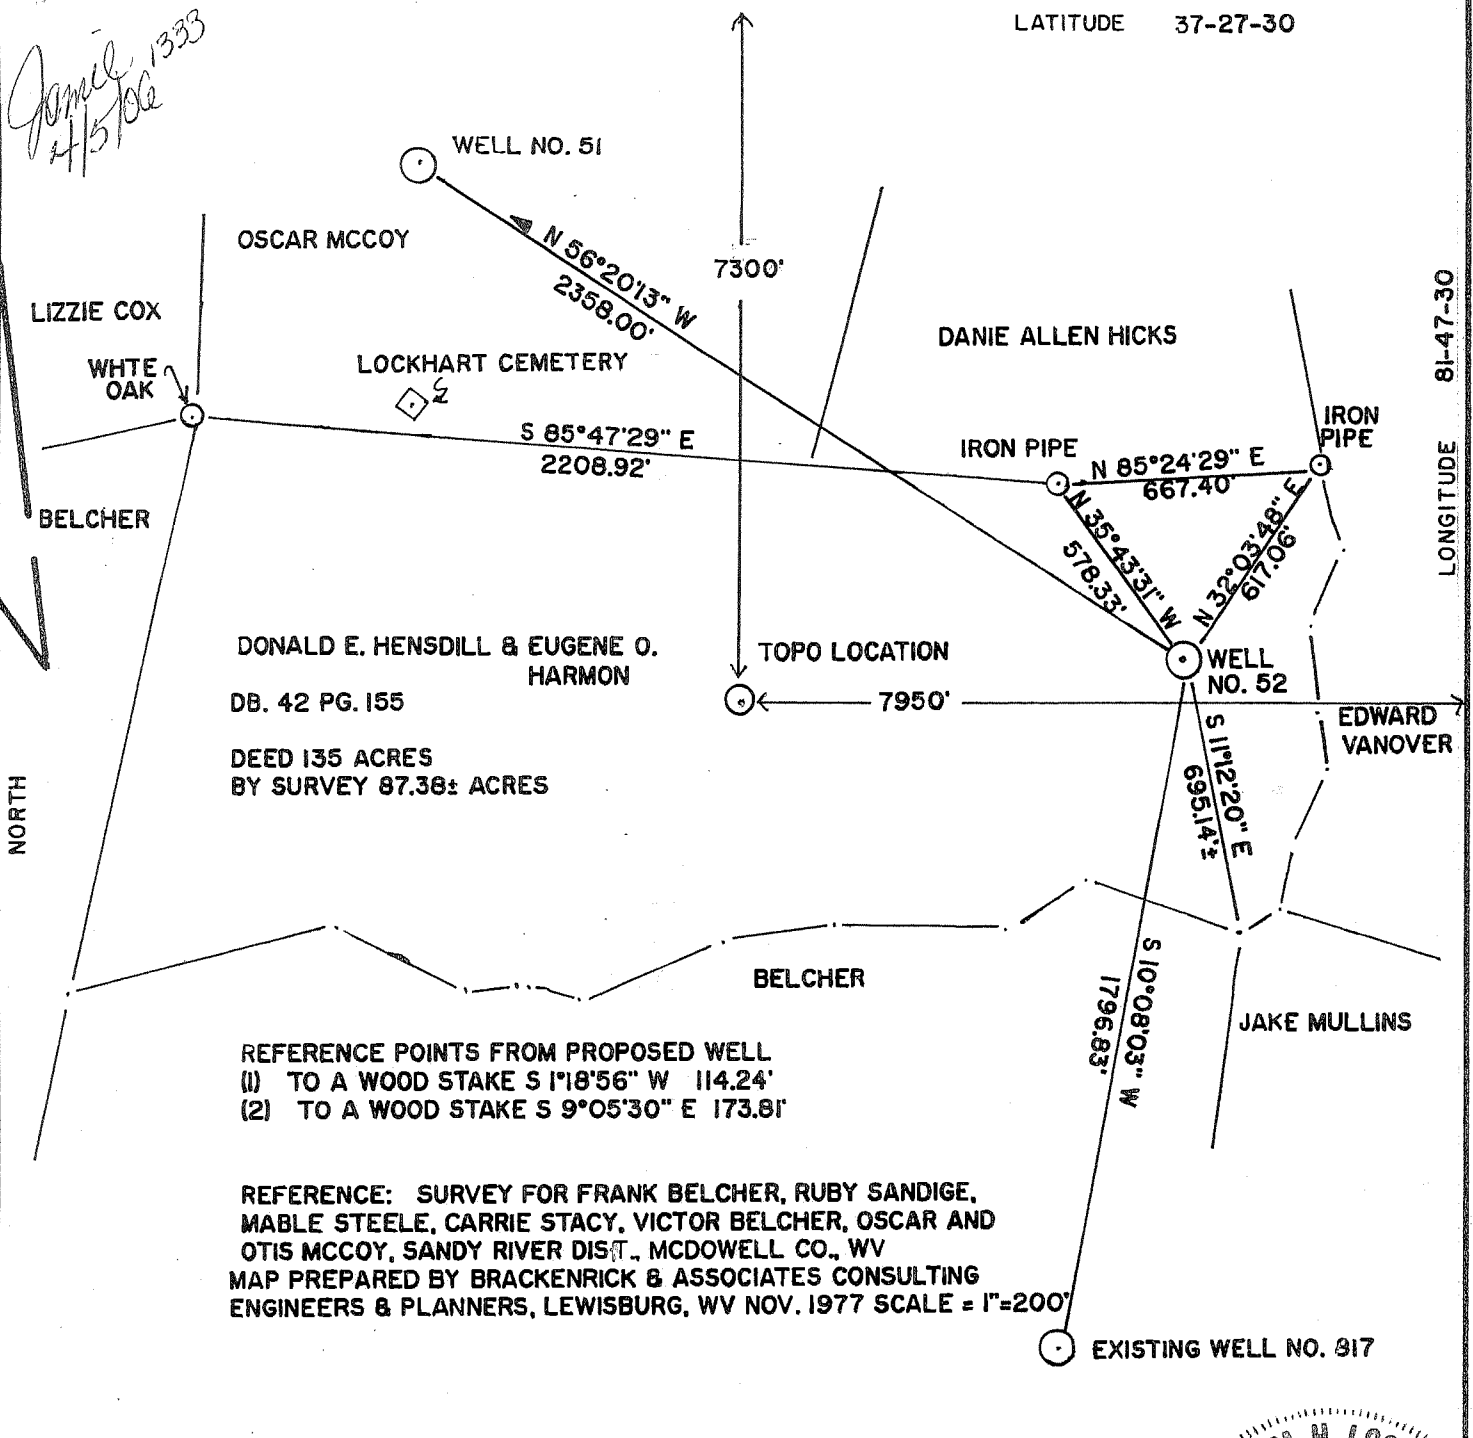 LATITUDE 37-27-30
1333
4/5/06
WELL NO. 51
OSCAR MCCOY
N 56°20'13" W
2358.00'
7300'
LIZZIE COX
DANIE ALLEN HICKS
LONGITUDE 81-47-30
WHTE
OAK
LOCKHART CEMETERY
S 85°47'29" E
2208.92'
IRON PIPE
IRON
PIPE
N 85°24'29" E
667.40'
N 35°43'31" W
578.33'
N 32°03'48" E
617.06'
BELCHER
DONALD E. HENSDILL & EUGENE O.
HARMON
DB. 42 PG. 155
DEED 135 ACRES
BY SURVEY 87.38± ACRES
TOPO LOCATION
7950'
WELL
NO. 52
EDWARD
VANOVER
S 11°12'20" E
695.14'±
NORTH
BELCHER
S 10°08'03" W
1796.83'
JAKE MULLINS
REFERENCE POINTS FROM PROPOSED WELL
(1) TO A WOOD STAKE S 1°18'56" W 114.24'
(2) TO A WOOD STAKE S 9°05'30" E 173.81'
REFERENCE: SURVEY FOR FRANK BELCHER, RUBY SANDIGE,
MABLE STEELE, CARRIE STACY, VICTOR BELCHER, OSCAR AND
OTIS MCCOY, SANDY RIVER DIST., MCDOWELL CO., WV
MAP PREPARED BY BRACKENRICK & ASSOCIATES CONSULTING
ENGINEERS & PLANNERS, LEWISBURG, WV NOV. 1977 SCALE = 1"=200'
EXISTING WELL NO. 817